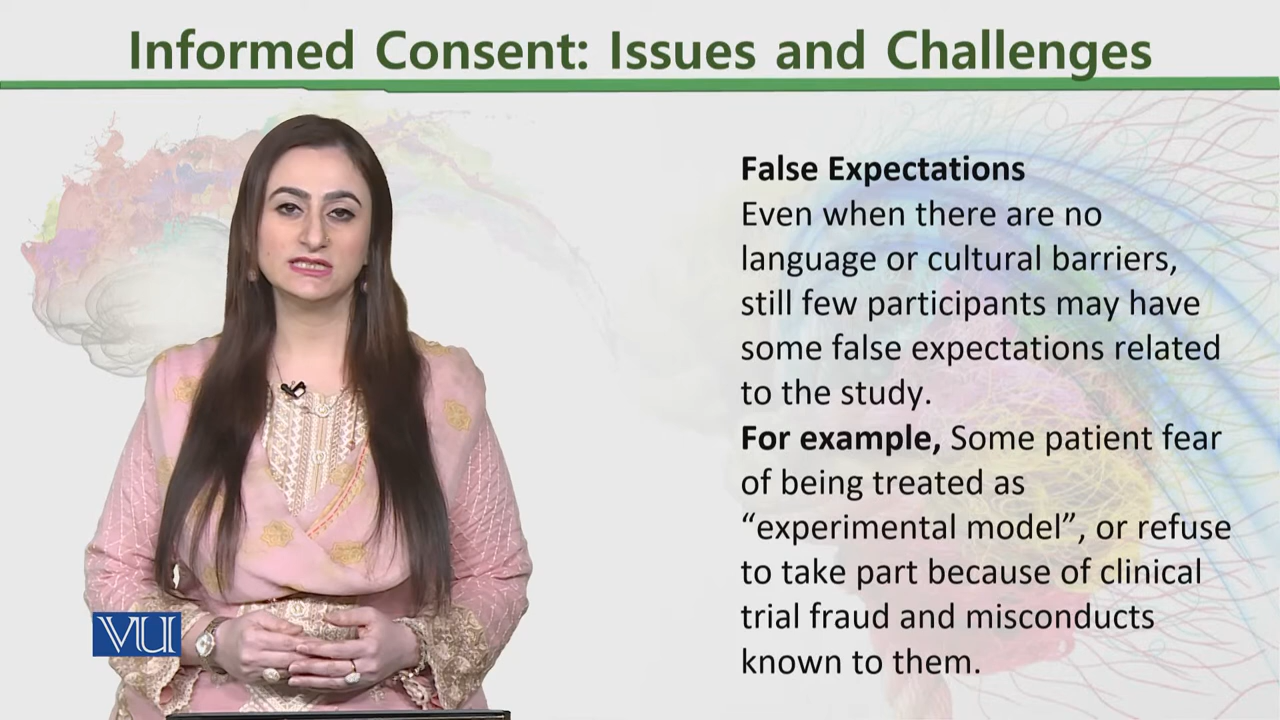 Informed Consent: Issues and Challenges
False Expectations
Even when there are no
language or cultural barriers,
still few participants may have
some false expectations related
to the study.
For example, Some patient fear
of being treated as
“experimental model”, or refuse
to take part because of clinical
trial fraud and misconducts
known to them.
VU